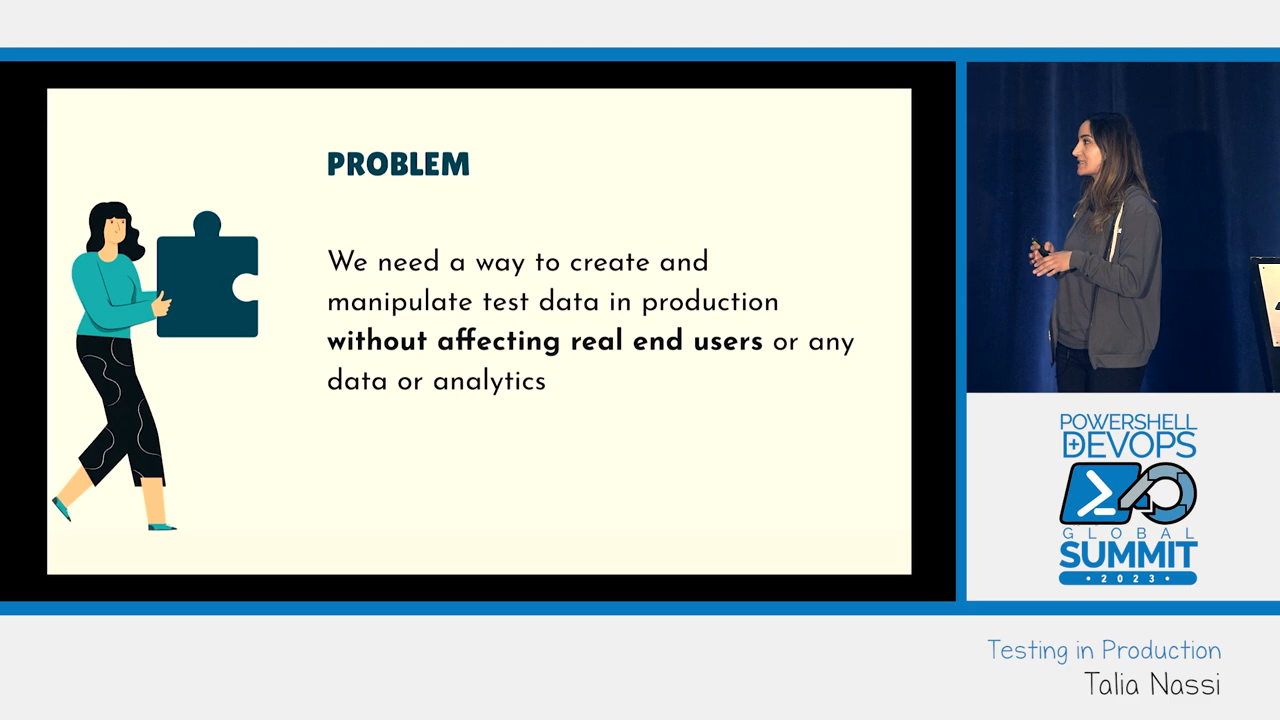 PROBLEM
We need a way to create and
manipulate test data in production
without affecting real end users or any
data or analytics
POWERSHELL
+DEVOPS
GLOBAL
SUMMIT
• 2023 •
Testing in Production
Talia Nassi